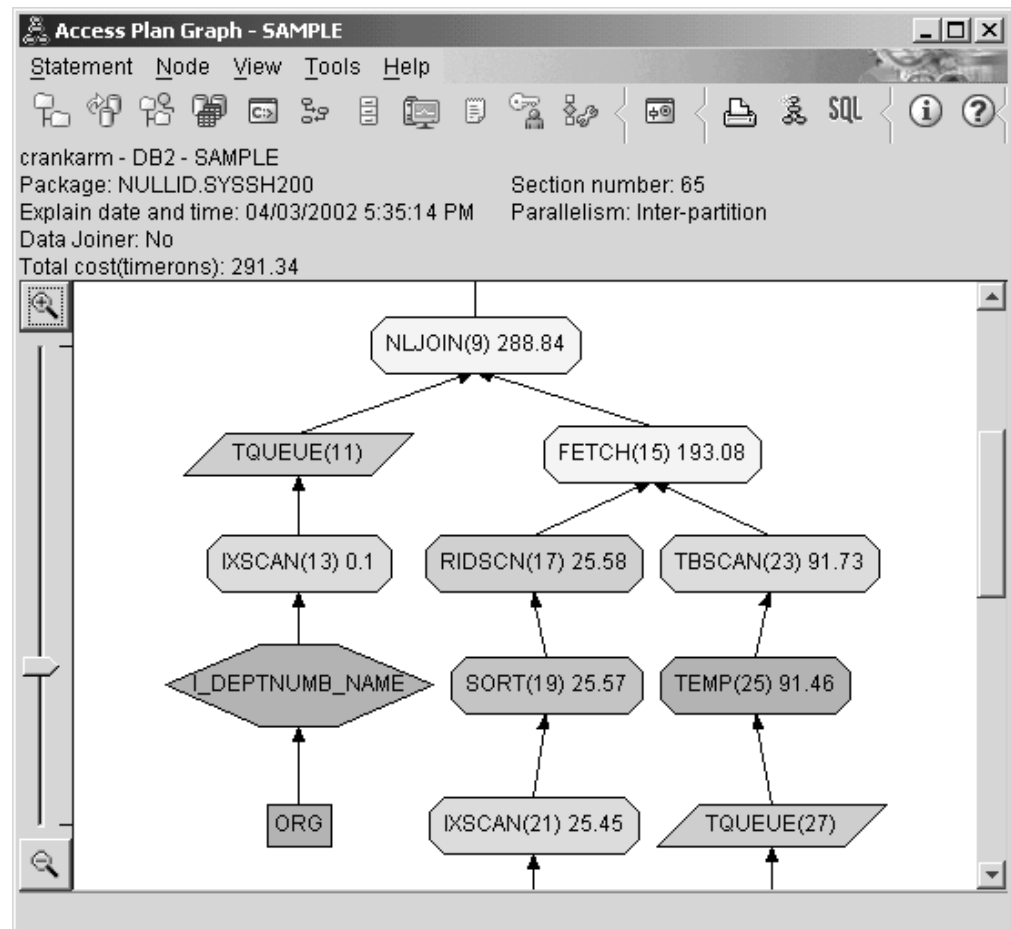 Access Plan Graph - SAMPLE
Statement Node View Tools Help
C:> SQL i ?
crankarm - DB2 - SAMPLE
Package: NULLID.SYSSH200 Section number: 65
Explain date and time: 04/03/2002 5:35:14 PM Parallelism: Inter-partition
Data Joiner: No
Total cost(timerons): 291.34
NLJOIN(9) 288.84
TQUEUE(11) FETCH(15) 193.08
IXSCAN(13) 0.1 RIDSCN(17) 25.58 TBSCAN(23) 91.73
I_DEPTNUMB_NAME SORT(19) 25.57 TEMP(25) 91.46
ORG IXSCAN(21) 25.45 TQUEUE(27)